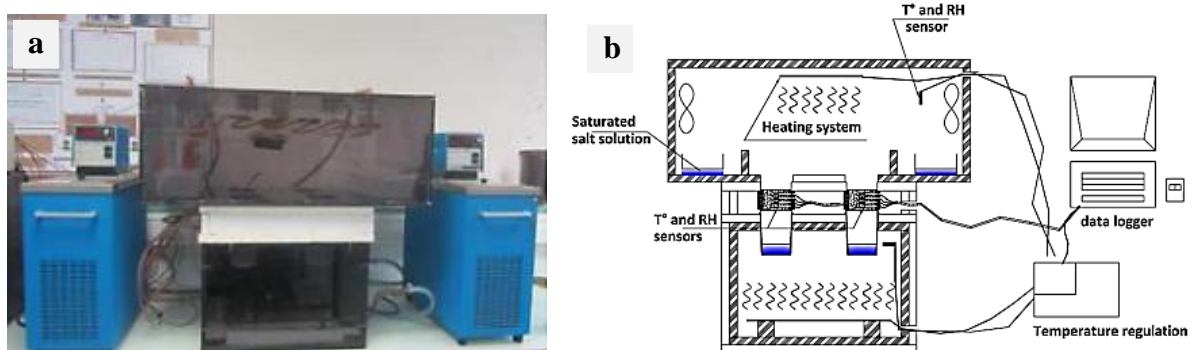 a
b
T° and RH
sensor
Saturated
salt solution
Heating system
T° and RH
sensors
data logger
Temperature regulation